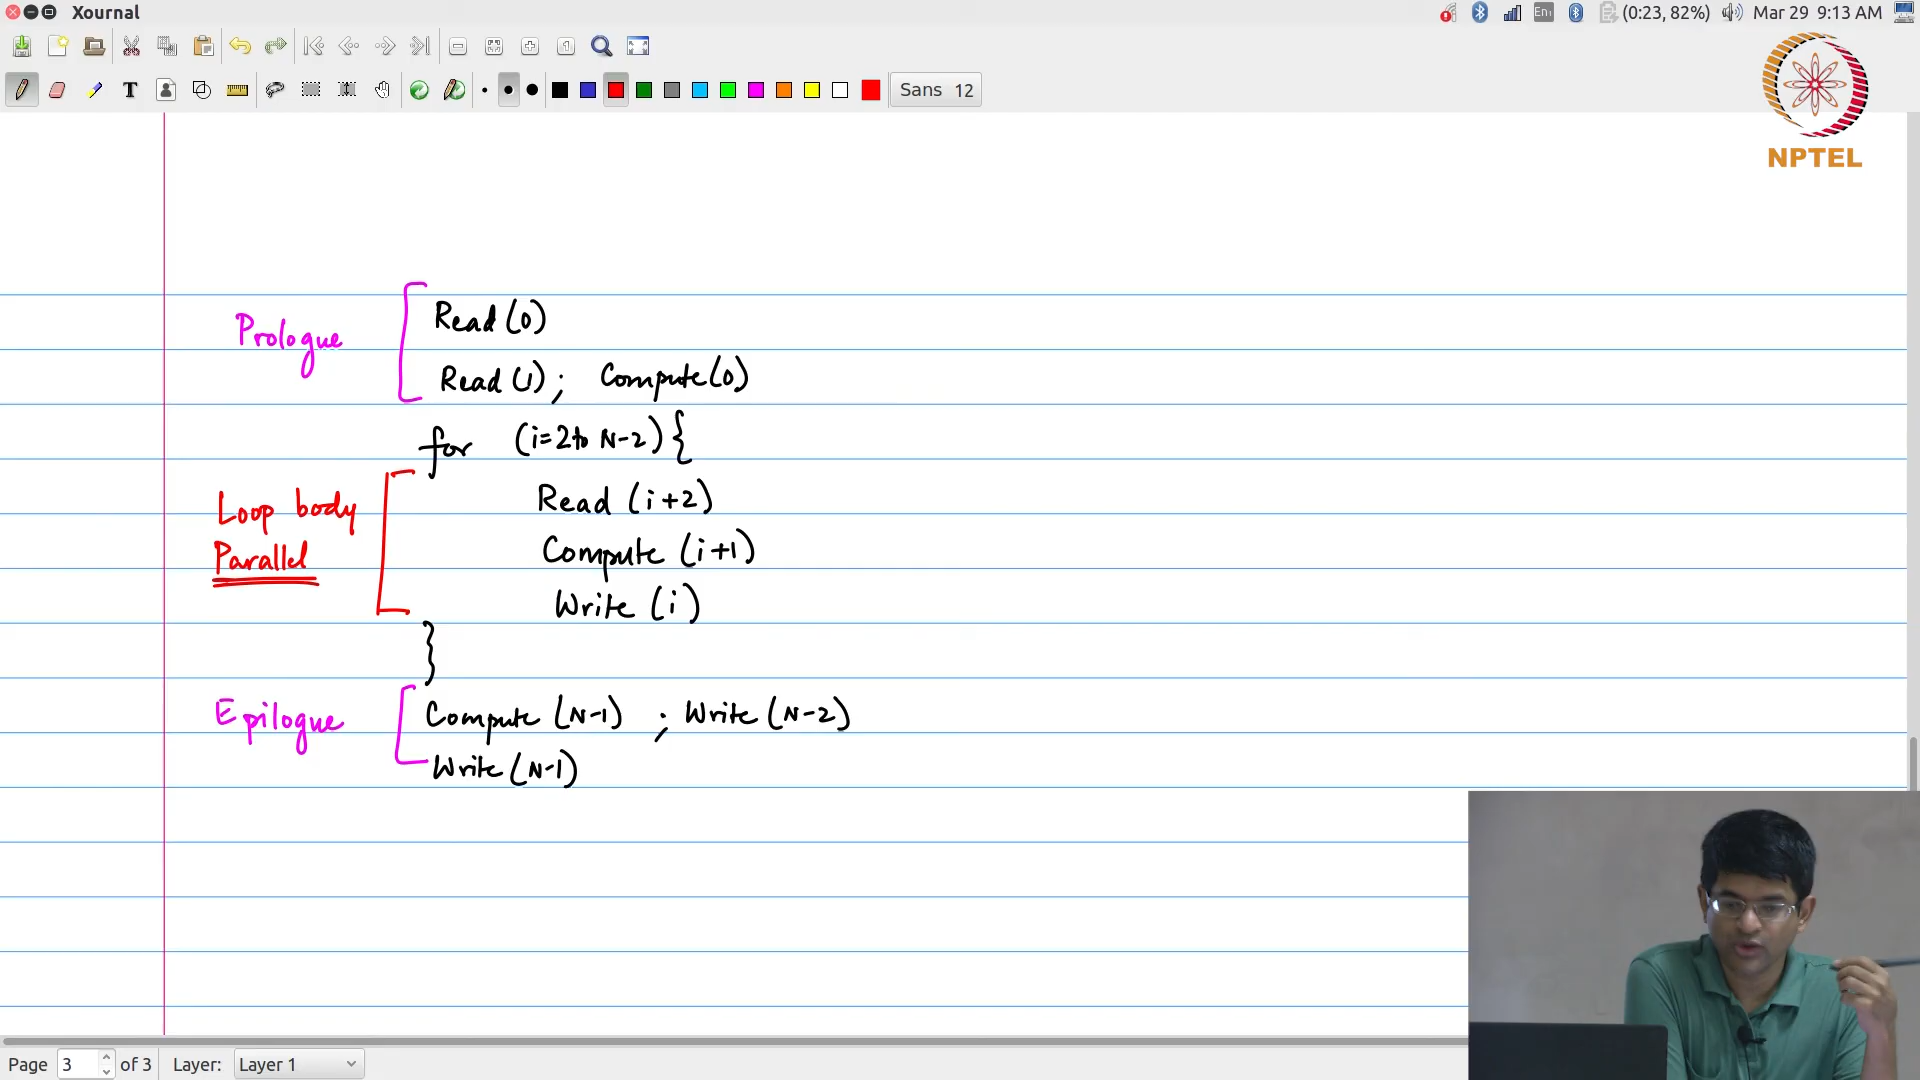 Xournal
En1
(0:23, 82%)
Mar 29 9:13 AM
Sans 12
NPTEL
Prologue
Read (0)
Read (1) ; Compute (0)
for (i=2 to N-2) {
Loop body
Parallel
Read (i+2)
Compute (i+1)
Write (i)
}
Epilogue
Compute (N-1) ; Write (N-2)
Write (N-1)
Page 3 of 3 Layer: Layer 1